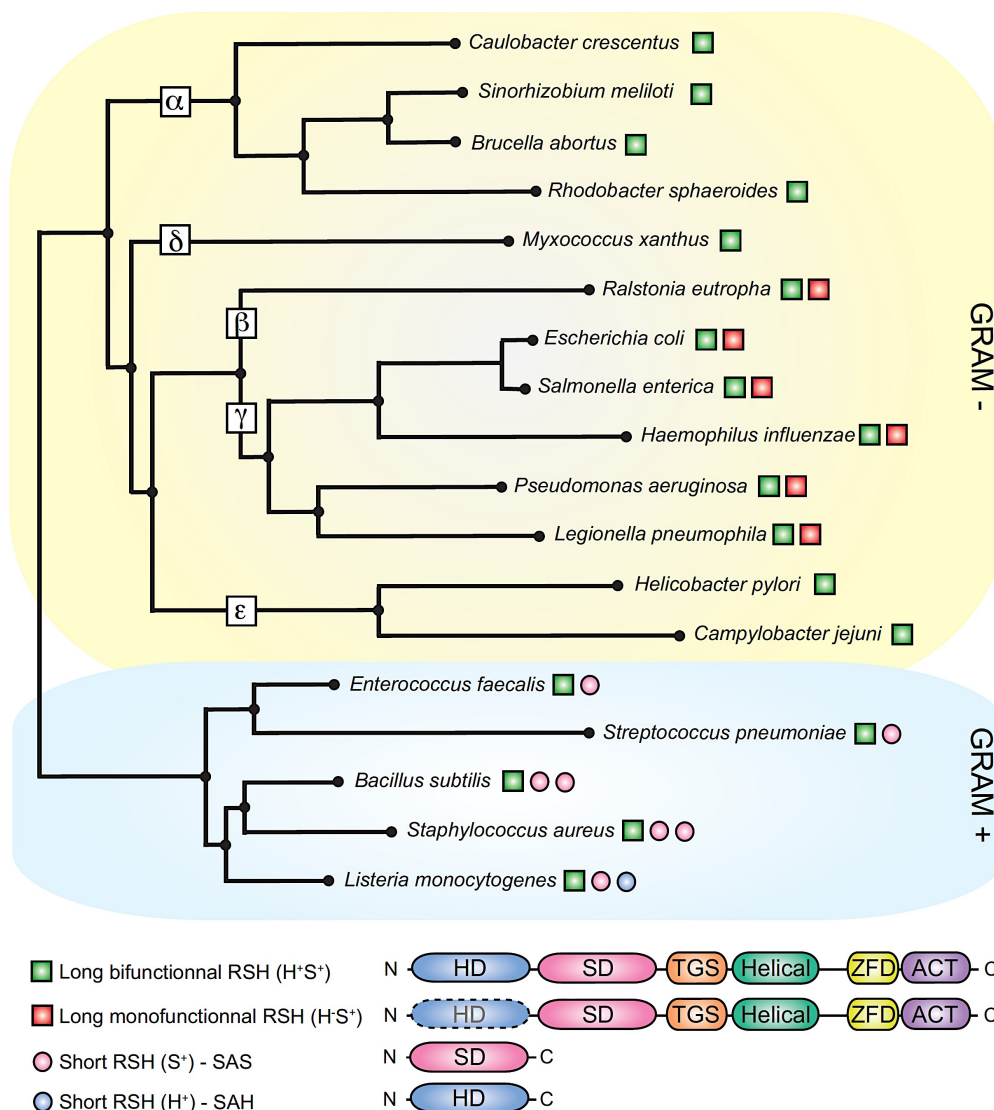 Caulobacter crescentus
Sinorhizobium meliloti
α
Brucella abortus
Rhodobacter sphaeroides
δ
Myxococcus xanthus
Ralstonia eutropha
β
Escherichia coli
GRAM -
Salmonella enterica
γ
Haemophilus influenzae
Pseudomonas aeruginosa
Legionella pneumophila
Helicobacter pylori
ε
Campylobacter jejuni
Enterococcus faecalis
Streptococcus pneumoniae
GRAM +
Bacillus subtilis
Staphylococcus aureus
Listeria monocytogenes
Long bifunctionnal RSH (H⁺S⁺) N HD SD TGS Helical ZFD ACT C
Long monofunctionnal RSH (H⁻S⁺) N HD SD TGS Helical ZFD ACT C
Short RSH (S⁺) - SAS N SD C
Short RSH (H⁺) - SAH N HD C